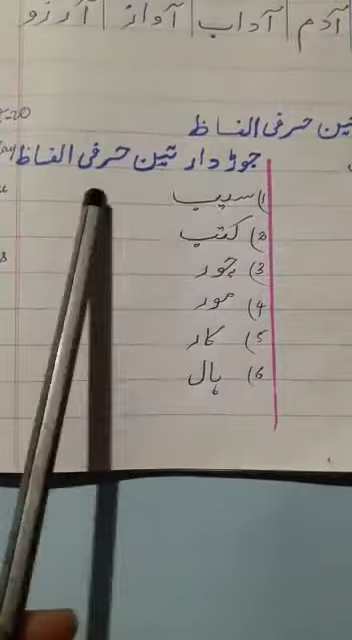 آدم | آداب | آواز | آرزو
تین حرفی الفاظ
جوڑ دار تین حرفی الفاظ
1) سیب
2) کتب
3) چور
4) مور
5) کار
6) بال